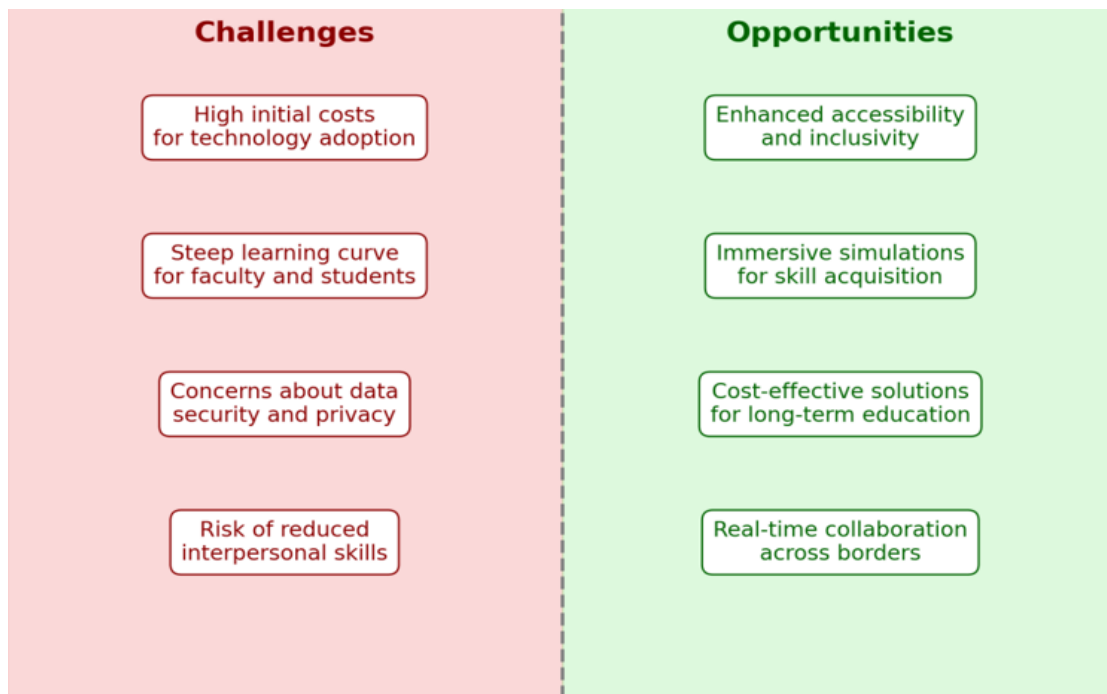 Challenges
High initial costs
for technology adoption
Steep learning curve
for faculty and students
Concerns about data
security and privacy
Risk of reduced
interpersonal skills
Opportunities
Enhanced accessibility
and inclusivity
Immersive simulations
for skill acquisition
Cost-effective solutions
for long-term education
Real-time collaboration
across borders